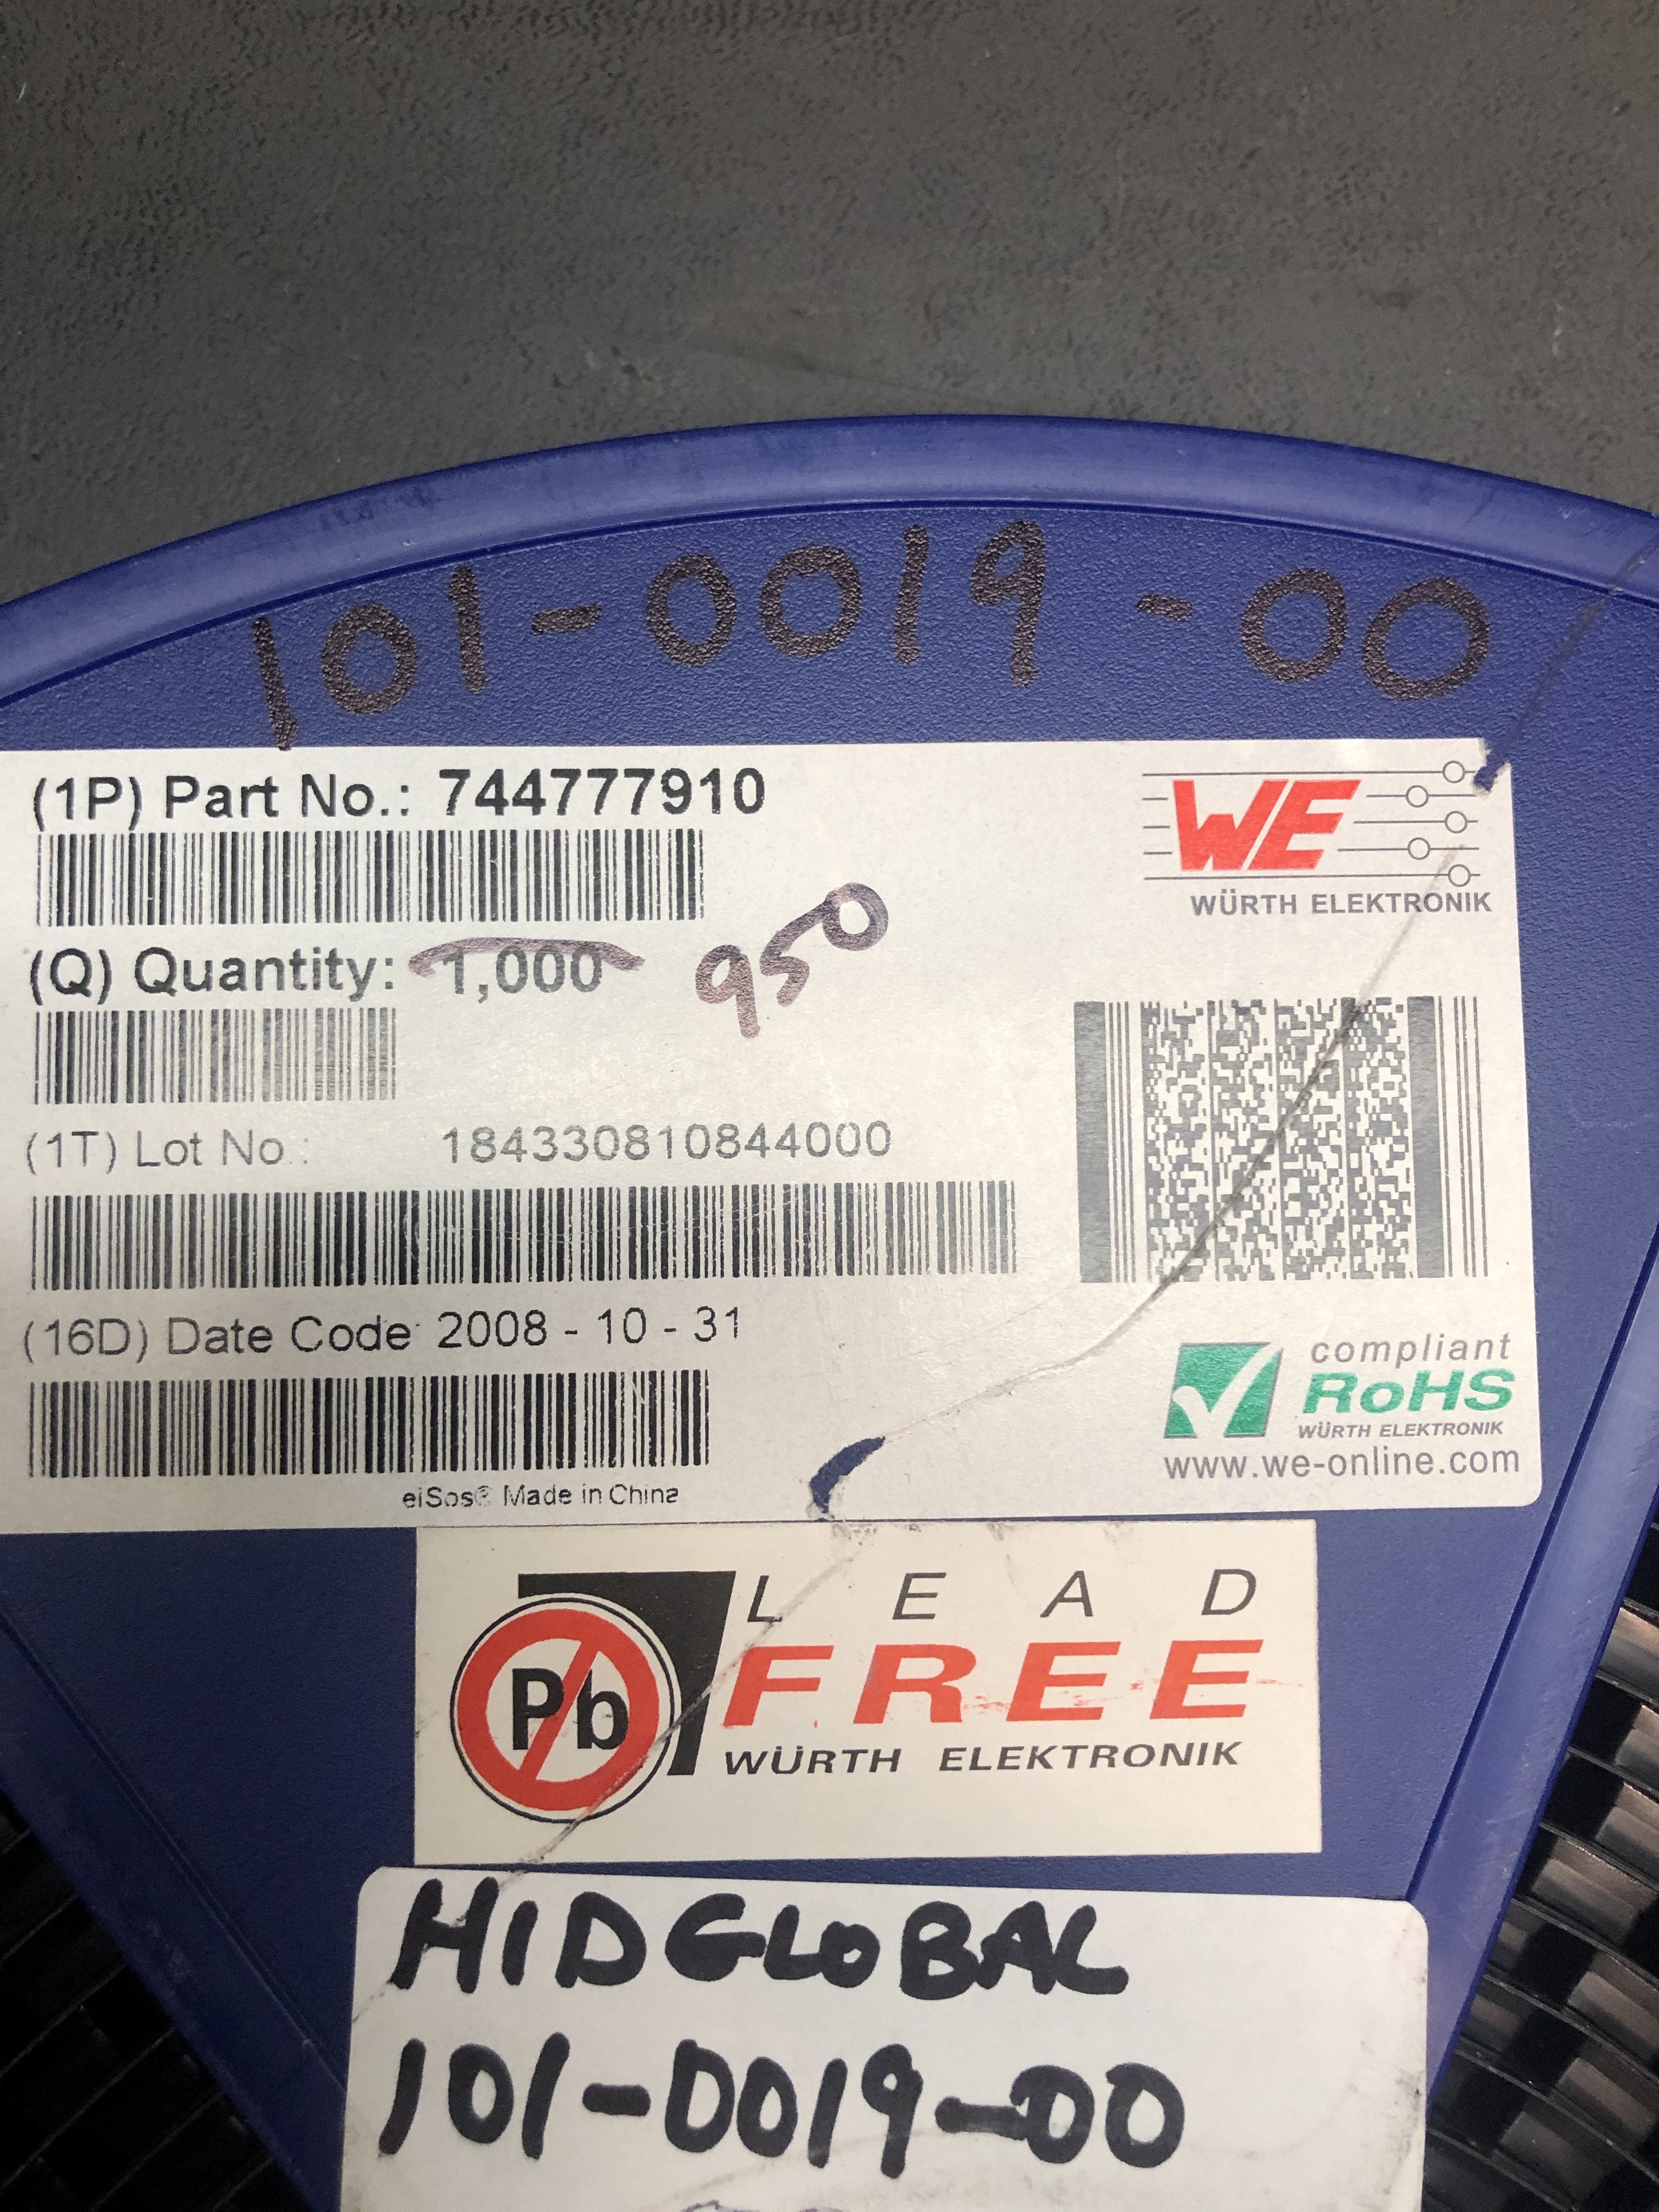 101-0019-00
(1P) Part No.: 744777910
WE
WÜRTH ELEKTRONIK
(Q) Quantity: 1,000 950
(1T) Lot No.: 184330810844000
(16D) Date Code: 2008 - 10 - 31
eiSos® Made in China
compliant
RoHS
WÜRTH ELEKTRONIK
www.we-online.com
LEAD
Pb
FREE
WÜRTH ELEKTRONIK
HID GLOBAL
101-0019-00